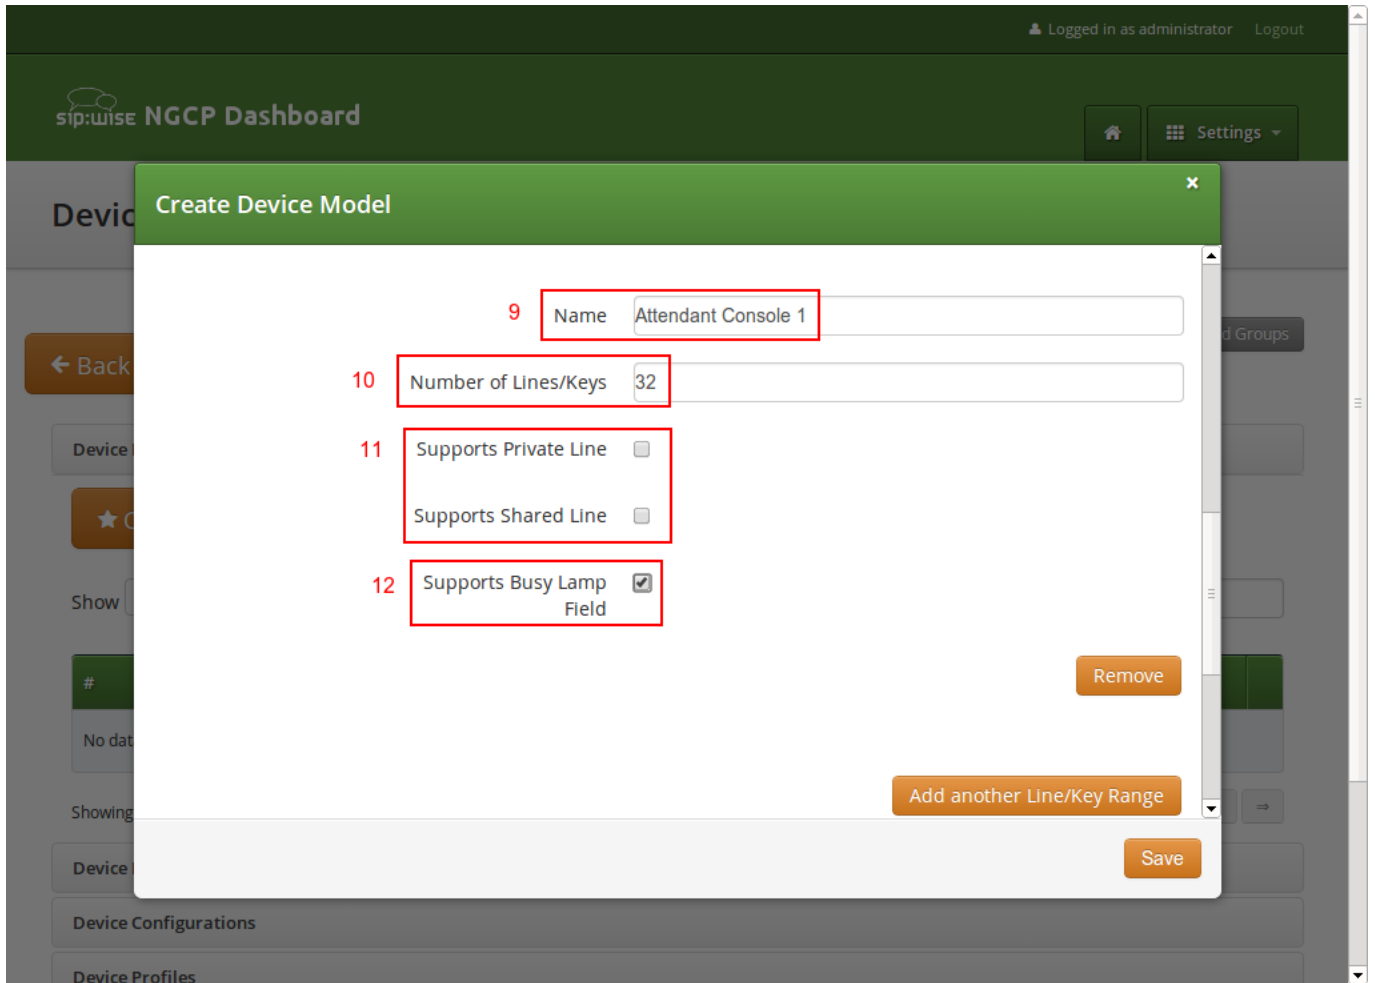 Logged in as administrator Logout
sip:wise NGCP Dashboard
Settings
Create Device Model
×
Devic
9 Name Attendant Console 1
d Groups
Back
10 Number of Lines/Keys 32
11 Supports Private Line
Device
Supports Shared Line
12 Supports Busy Lamp
Field
Show
Remove
#
No dat
Add another Line/Key Range
Showing
Save
Device
Device Configurations
Device Profiles